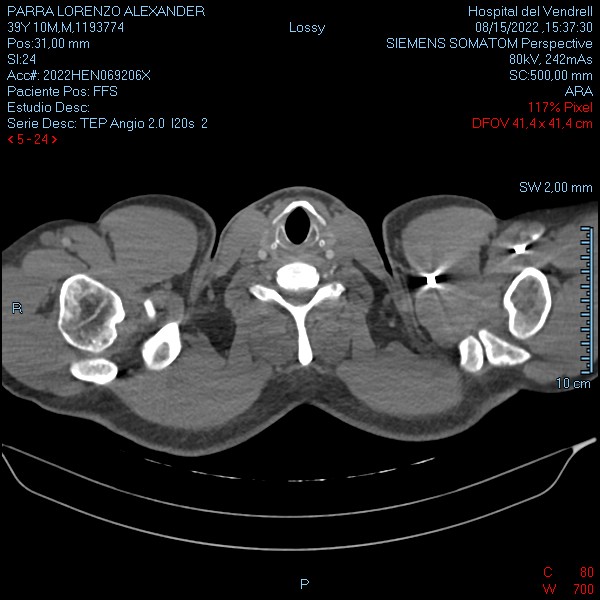 PARRA LORENZO ALEXANDER
39Y 10M,M,1193774
Pos:31,00 mm
SI:24
Acc#: 2022HEN069206X
Paciente Pos: FFS
Estudio Desc:
Serie Desc: TEP Angio 2.0 I20s 2
< 5 - 24 >
Lossy
Hospital del Vendrell
08/15/2022 ,15:37:30
SIEMENS SOMATOM Perspective
80kV, 242mAs
SC:500,00 mm
ARA
117% Pixel
DFOV 41,4 x 41,4 cm
SW 2,00 mm
R
10 cm
P
C 80
W 700